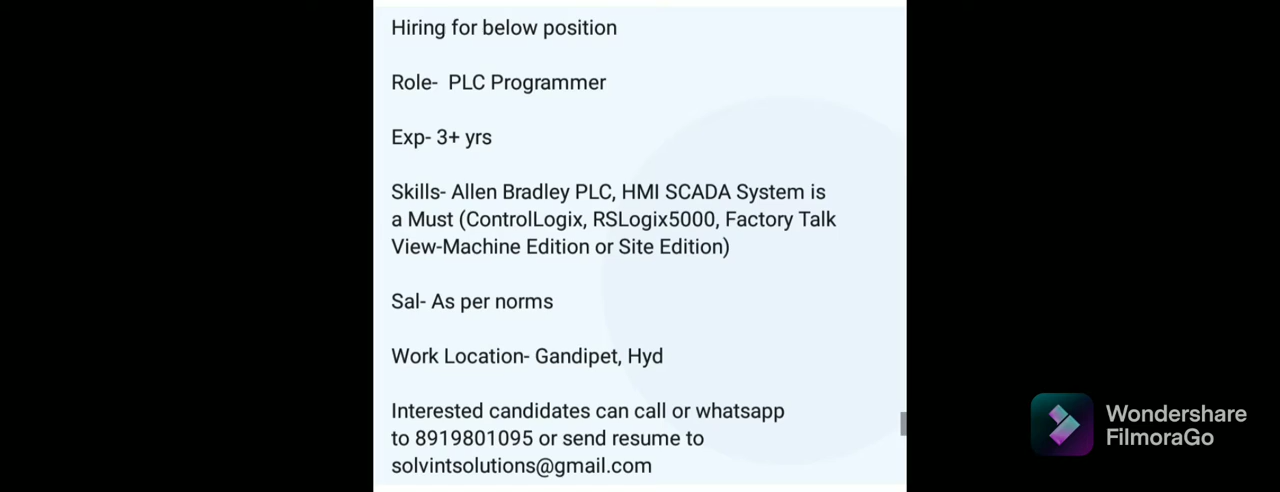 Hiring for below position
Role- PLC Programmer
Exp- 3+ yrs
Skills- Allen Bradley PLC, HMI SCADA System is
a Must (ControlLogix, RSLogix5000, Factory Talk
View-Machine Edition or Site Edition)
Sal- As per norms
Work Location- Gandipet, Hyd
Interested candidates can call or whatsapp
to 8919801095 or send resume to
solvintsolutions@gmail.com
Wondershare
FilmoraGo